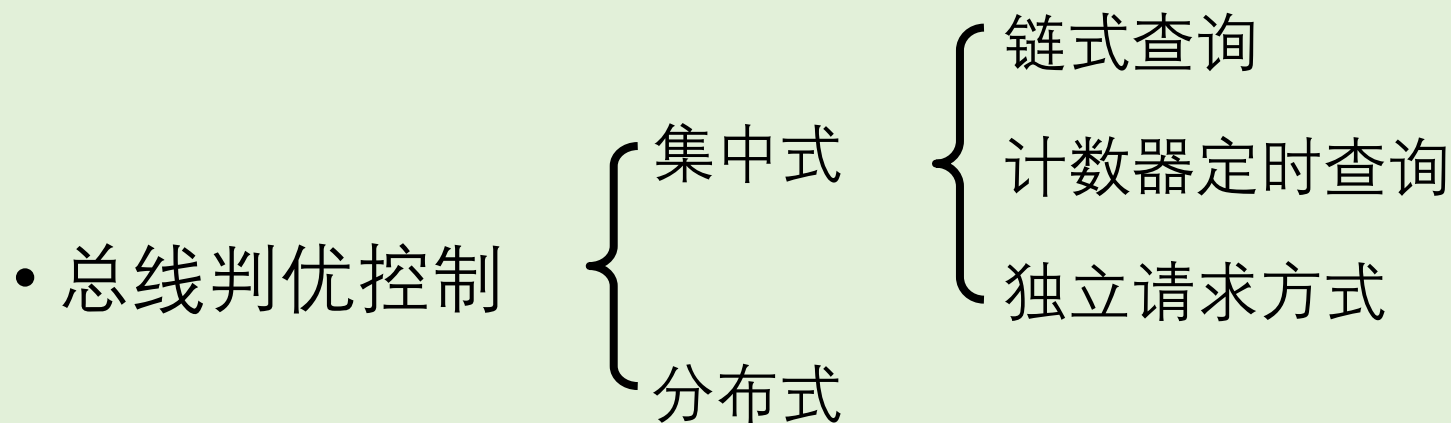 链式查询
集中式
计数器定时查询
• 总线判优控制
独立请求方式
分布式